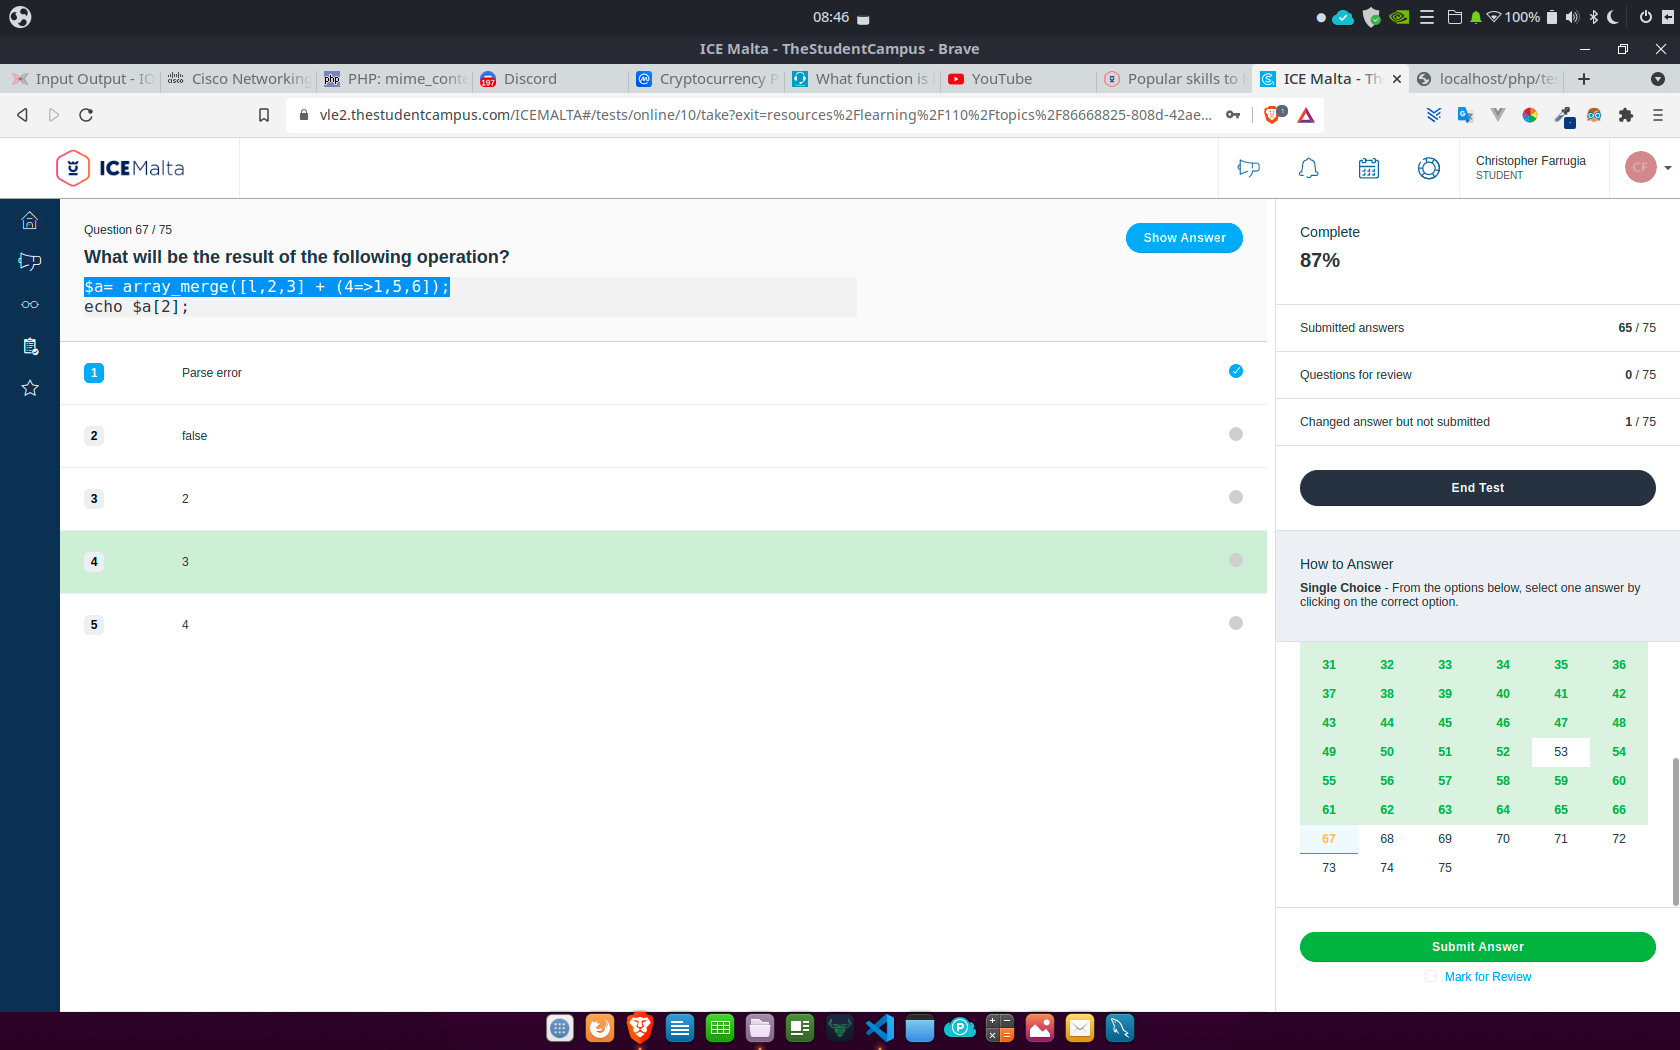 08:46
100%
ICE Malta - TheStudentCampus - Brave
Input Output - IO
Cisco Networking
PHP: mime_conte
Discord
Cryptocurrency P
What function is
YouTube
Popular skills to l
ICE Malta - Th
localhost/php/tes
vle2.thestudentcampus.com/ICEMALTA#/tests/online/10/take?exit=resources%2Flearning%2F110%2Ftopics%2F86668825-808d-42ae...
ICE Malta
Christopher Farrugia
STUDENT
CF
Question 67 / 75
Show Answer
What will be the result of the following operation?
$a= array_merge([l,2,3] + (4=>1,5,6]);
echo $a[2];
1 Parse error
2 false
3 2
4 3
5 4
Complete
87%
Submitted answers 65 / 75
Questions for review 0 / 75
Changed answer but not submitted 1 / 75
End Test
How to Answer
Single Choice - From the options below, select one answer by
clicking on the correct option.
31 32 33 34 35 36
37 38 39 40 41 42
43 44 45 46 47 48
49 50 51 52 53 54
55 56 57 58 59 60
61 62 63 64 65 66
67 68 69 70 71 72
73 74 75
Submit Answer
Mark for Review